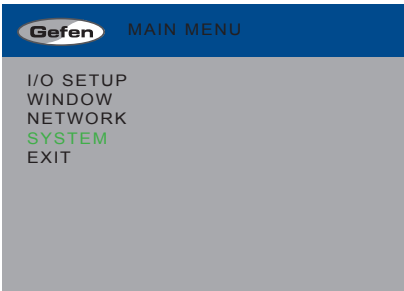 Gefen MAIN MENU
I/O SETUP
WINDOW
NETWORK
SYSTEM
EXIT